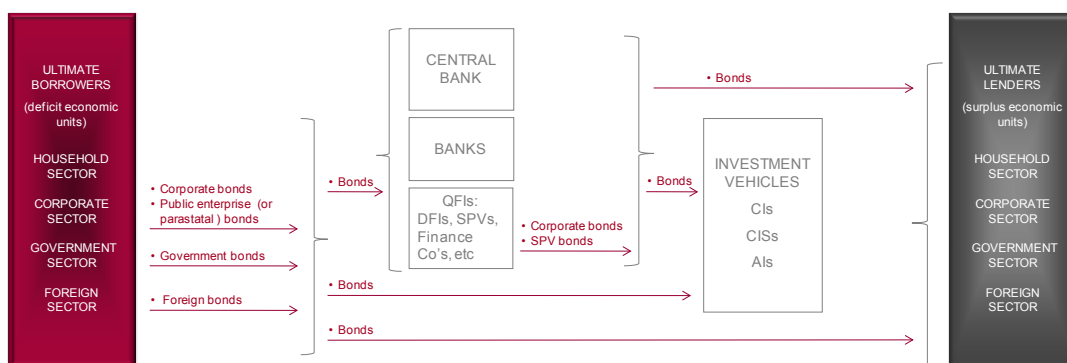 ULTIMATE
BORROWERS
(deficit economic
units)
HOUSEHOLD
SECTOR
CORPORATE
SECTOR
GOVERNMENT
SECTOR
FOREIGN
SECTOR
• Corporate bonds
• Public enterprise (or
parastatal) bonds
• Government bonds
• Foreign bonds
• Bonds
• Bonds
• Bonds
CENTRAL
BANK
BANKS
QFIs:
DFIs, SPVs,
Finance
Co's, etc
• Corporate bonds
• SPV bonds
• Bonds
• Bonds
INVESTMENT
VEHICLES
CIs
CISs
AIs
ULTIMATE
LENDERS
(surplus economic
units)
HOUSEHOLD
SECTOR
CORPORATE
SECTOR
GOVERNMENT
SECTOR
FOREIGN
SECTOR